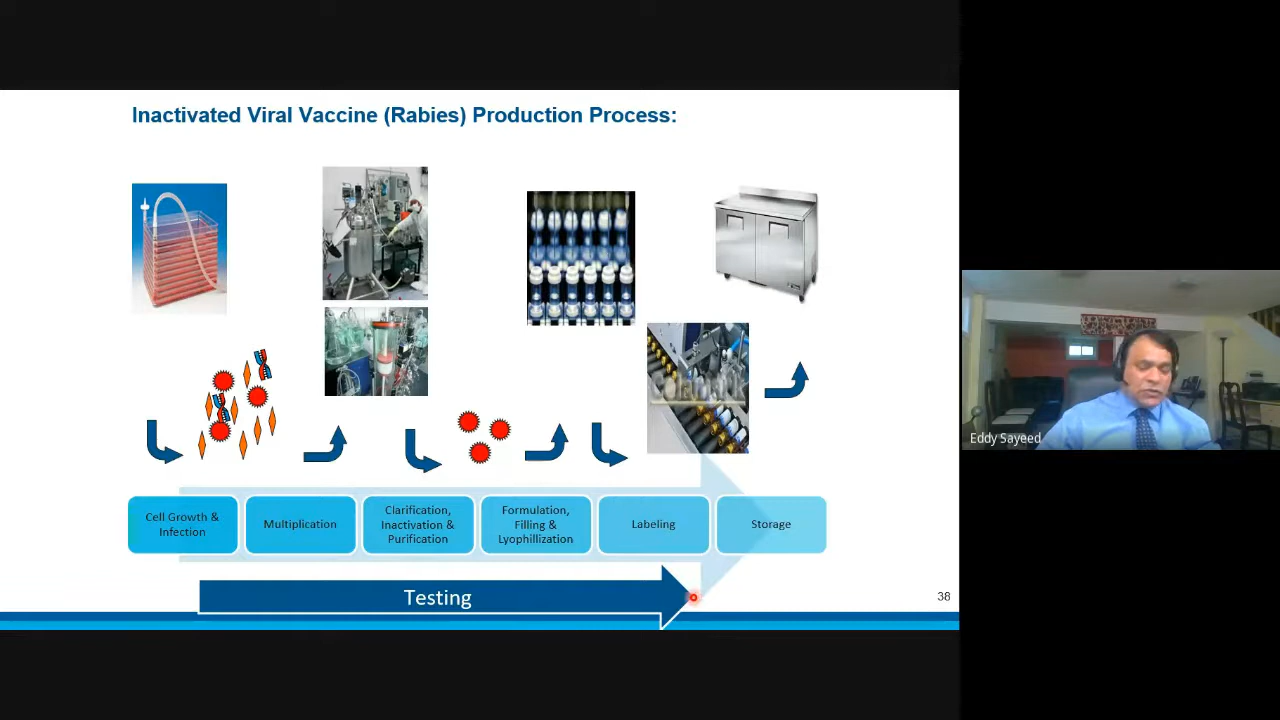 Inactivated Viral Vaccine (Rabies) Production Process:
Cell Growth &
Infection
Multiplication
Clarification,
Inactivation &
Purification
Formulation,
Filling &
Lyophillization
Labeling
Storage
Testing
38
Eddy Sayeed